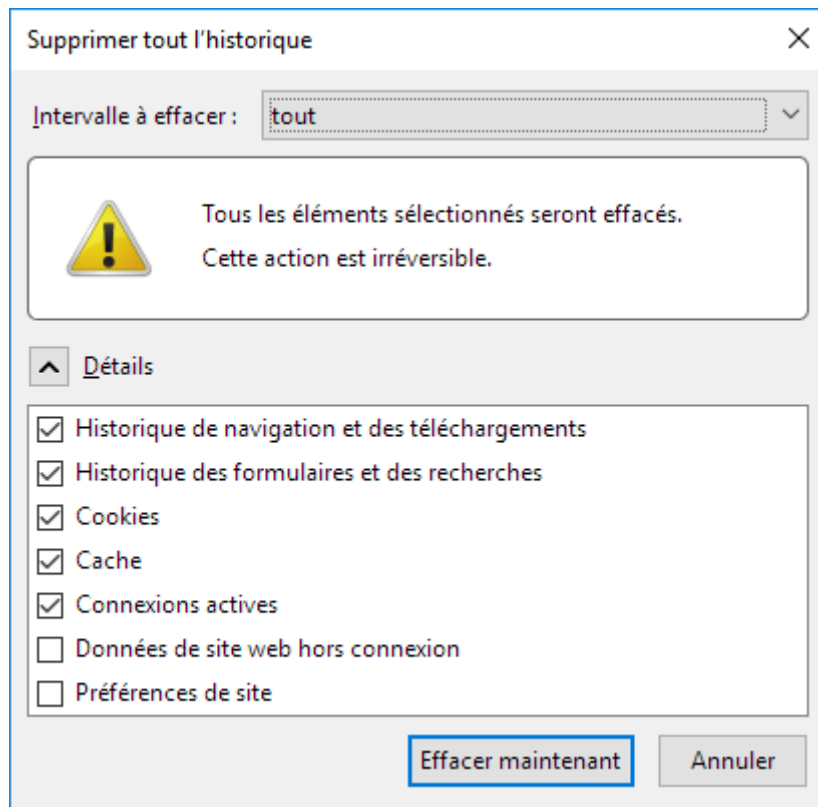 Supprimer tout l'historique
Intervalle à effacer :
tout
Tous les éléments sélectionnés seront effacés.
Cette action est irréversible.
Détails
Historique de navigation et des téléchargements
Historique des formulaires et des recherches
Cookies
Cache
Connexions actives
Données de site web hors connexion
Préférences de site
Effacer maintenant
Annuler